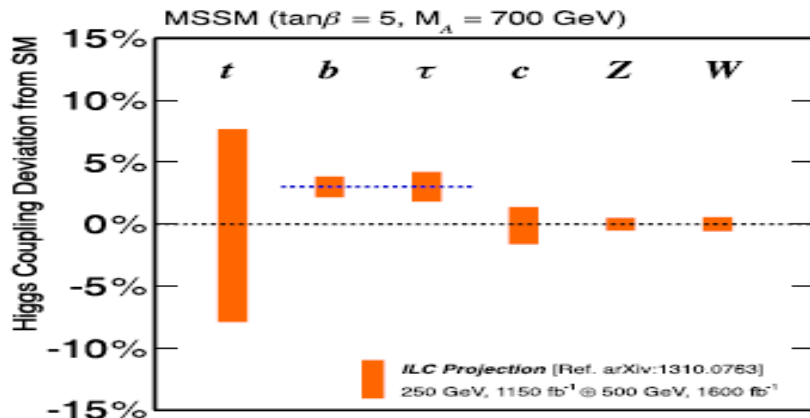 MSSM (tanβ = 5, M_A = 700 GeV)
Higgs Coupling Deviation from SM
15%
10%
5%
0%
-5%
-10%
-15%
t b τ c Z W
ILC Projection [Ref. arXiv:1310.0763]
250 GeV, 1150 fb⁻¹ ⊕ 500 GeV, 1600 fb⁻¹